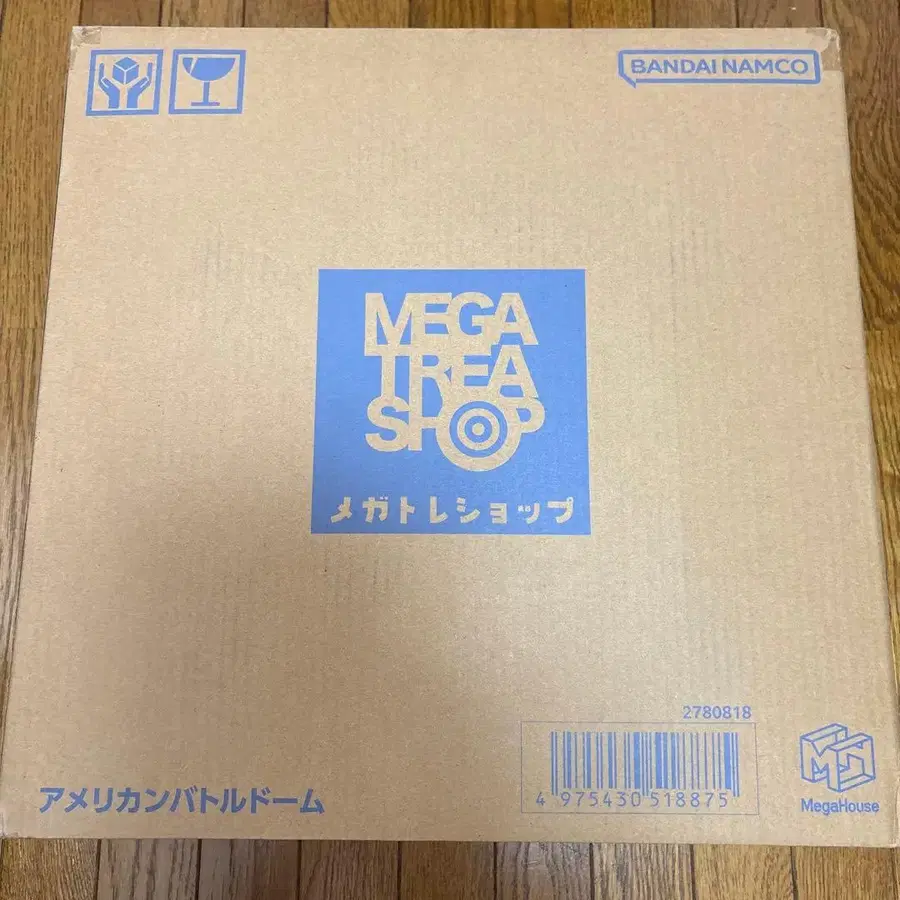 BANDAI NAMCO
MEGA
TREA
SHOP
メガトレショップ
2780818
4 975430 518875
アメリカンバトルドーム
MegaHouse